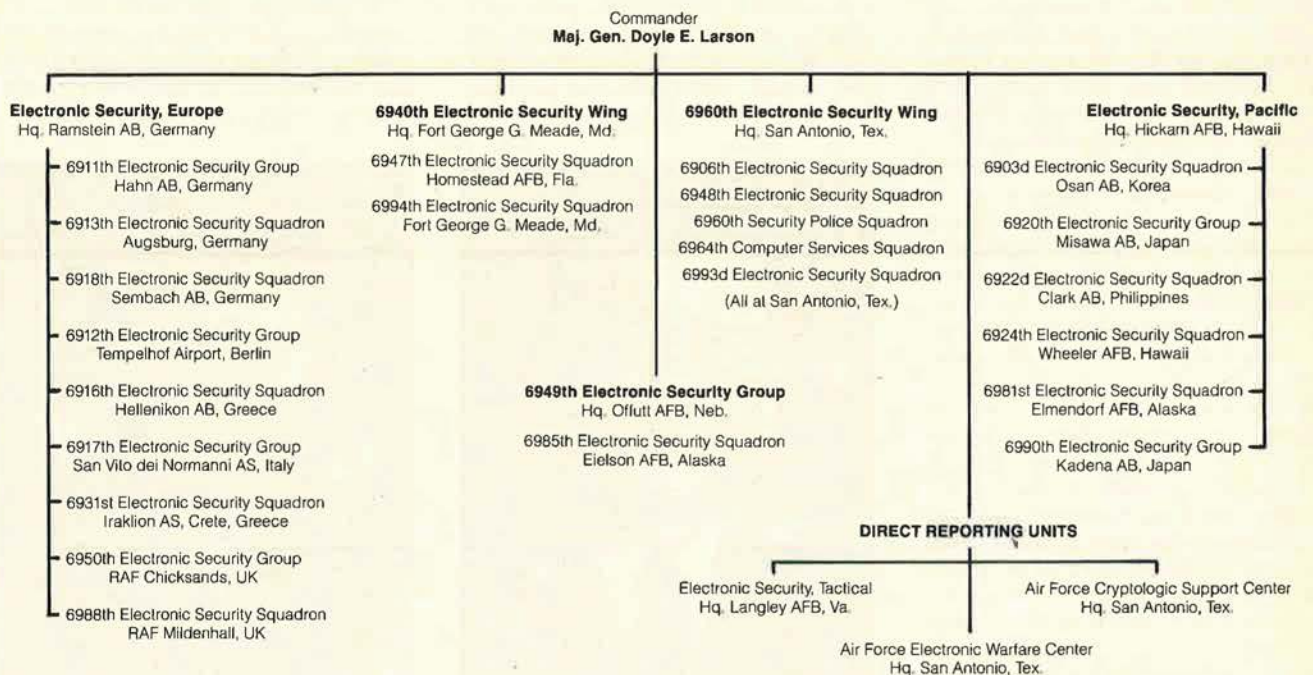 Commander
Maj. Gen. Doyle E. Larson
Electronic Security, Europe
Hq. Ramstein AB, Germany
6911th Electronic Security Group
Hahn AB, Germany
6913th Electronic Security Squadron
Augsburg, Germany
6918th Electronic Security Squadron
Sembach AB, Germany
6912th Electronic Security Group
Tempelhof Airport, Berlin
6916th Electronic Security Squadron
Hellenikon AB, Greece
6917th Electronic Security Group
San Vito dei Normanni AS, Italy
6931st Electronic Security Squadron
Iraklion AS, Crete, Greece
6950th Electronic Security Group
RAF Chicksands, UK
6988th Electronic Security Squadron
RAF Mildenhall, UK
6940th Electronic Security Wing
Hq. Fort George G. Meade, Md.
6947th Electronic Security Squadron
Homestead AFB, Fla.
6994th Electronic Security Squadron
Fort George G. Meade, Md.
6949th Electronic Security Group
Hq. Offutt AFB, Neb.
6985th Electronic Security Squadron
Eielson AFB, Alaska
6960th Electronic Security Wing
Hq. San Antonio, Tex.
6906th Electronic Security Squadron
6948th Electronic Security Squadron
6960th Security Police Squadron
6964th Computer Services Squadron
6993d Electronic Security Squadron
(All at San Antonio, Tex.)
Electronic Security, Pacific
Hq. Hickam AFB, Hawaii
6903d Electronic Security Squadron
Osan AB, Korea
6920th Electronic Security Group
Misawa AB, Japan
6922d Electronic Security Squadron
Clark AB, Philippines
6924th Electronic Security Squadron
Wheeler AFB, Hawaii
6981st Electronic Security Squadron
Elmendorf AFB, Alaska
6990th Electronic Security Group
Kadena AB, Japan
DIRECT REPORTING UNITS
Electronic Security, Tactical
Hq. Langley AFB, Va.
Air Force Electronic Warfare Center
Hq. San Antonio, Tex.
Air Force Cryptologic Support Center
Hq. San Antonio, Tex.